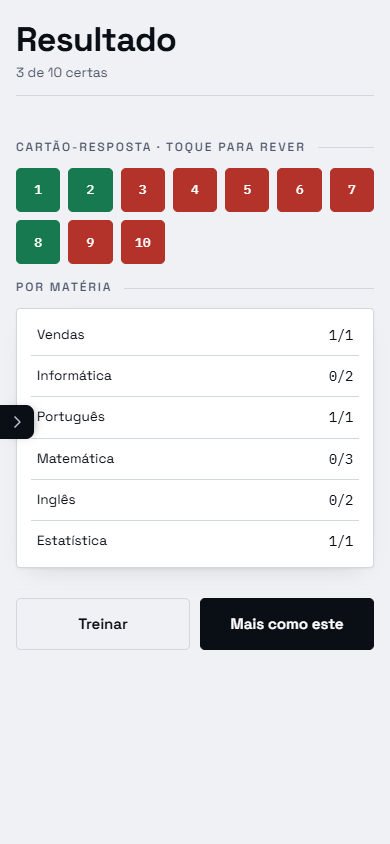 Resultado
3 de 10 certas
CARTÃO-RESPOSTA · TOQUE PARA REVER
1 2 3 4 5 6 7
8 9 10
POR MATÉRIA
Vendas 1/1
Informática 0/2
Português 1/1
Matemática 0/3
Inglês 0/2
Estatística 1/1
Treinar Mais como este